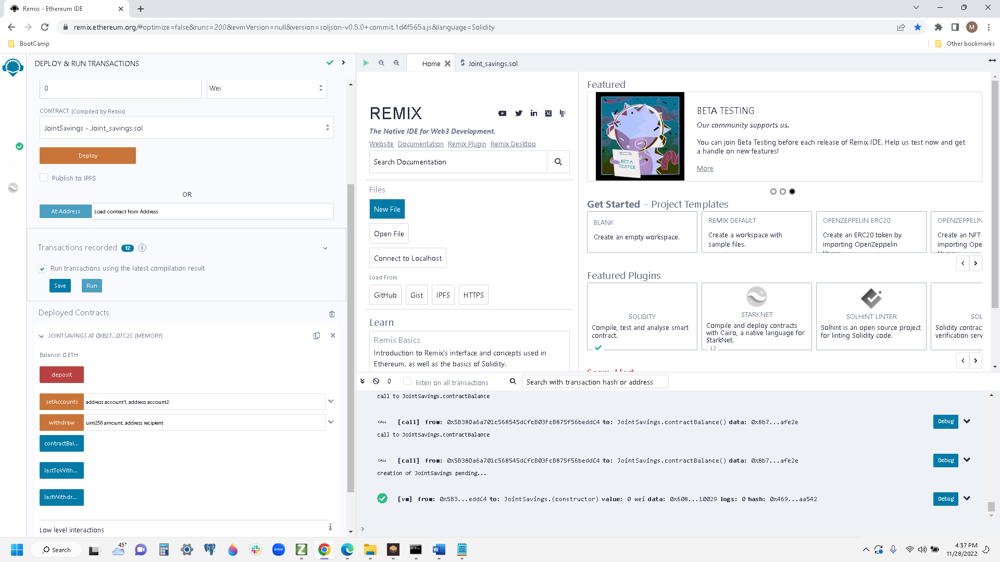 Remix - Ethereum IDE
remix.ethereum.org/#optimize=false&runs=200&evmVersion=null&version=soljson-v0.5.0+commit.1d4f565a.js&language=Solidity
M
BootCamp
Other bookmarks
DEPLOY & RUN TRANSACTIONS
0
Wei
CONTRACT (Compiled by Remix)
JointSavings - Joint_savings.sol
Deploy
Publish to IPFS
OR
At Address
Load contract from Address
Transactions recorded 12
Run transactions using the latest compilation result
Save
Run
Deployed Contracts
JOINTSAVINGS AT 0XB27...07C2C (MEMORY)
Balance: 0 ETH
deposit
setAccounts
address account1, address account2
withdraw
uint256 amount, address recipient
contractBal...
lastToWith...
lastWithdr...
Low level interactions
Home
Joint_savings.sol
REMIX
The Native IDE for Web3 Development.
Website Documentation Remix Plugin Remix Desktop
Search Documentation
Files
New File
Open File
Connect to Localhost
Load From
GitHub
Gist
IPFS
HTTPS
Learn
Remix Basics
Introduction to Remix's interface and concepts used in
Ethereum, as well as the basics of Solidity.
Featured
BETA
TESTER
BETA TESTING
Our community supports us.
You can join Beta Testing before each release of Remix IDE. Help us test now and get
a handle on new features!
More
Get Started - Project Templates
BLANK
Create an empty workspace.
REMIX DEFAULT
Create a workspace with
sample files.
OPENZEPPELIN ERC20
Create an ERC20 token by
importing OpenZeppelin
library.
OPENZEPPELIN
Create an NFT
importing Ope
Featured Plugins
SOLIDITY
Compile, test and analyse smart
contract.
STARKNET
Compile and deploy contracts
with Cairo, a native language for
StarkNet.
L2
SOLHINT LINTER
Solhint is an open source project
for linting Solidity code.
SOU
Solidity contrac
verification serv
Scam Alert
0
listen on all transactions
Search with transaction hash or address
call to JointSavings.contractBalance
CALL [call] from: 0x5B38Da6a701c568545dCfcB03FcB875f56beddC4 to: JointSavings.contractBalance() data: 0x8b7...afe2e
Debug
call to JointSavings.contractBalance
CALL [call] from: 0x5B38Da6a701c568545dCfcB03FcB875f56beddC4 to: JointSavings.contractBalance() data: 0x8b7...afe2e
Debug
creation of JointSavings pending...
[vm] from: 0x5B3...eddC4 to: JointSavings.(constructor) value: 0 wei data: 0x608...10029 logs: 0 hash: 0x469...aa542
Debug
>
Search
45°
zoom
4:37 PM
11/28/2022